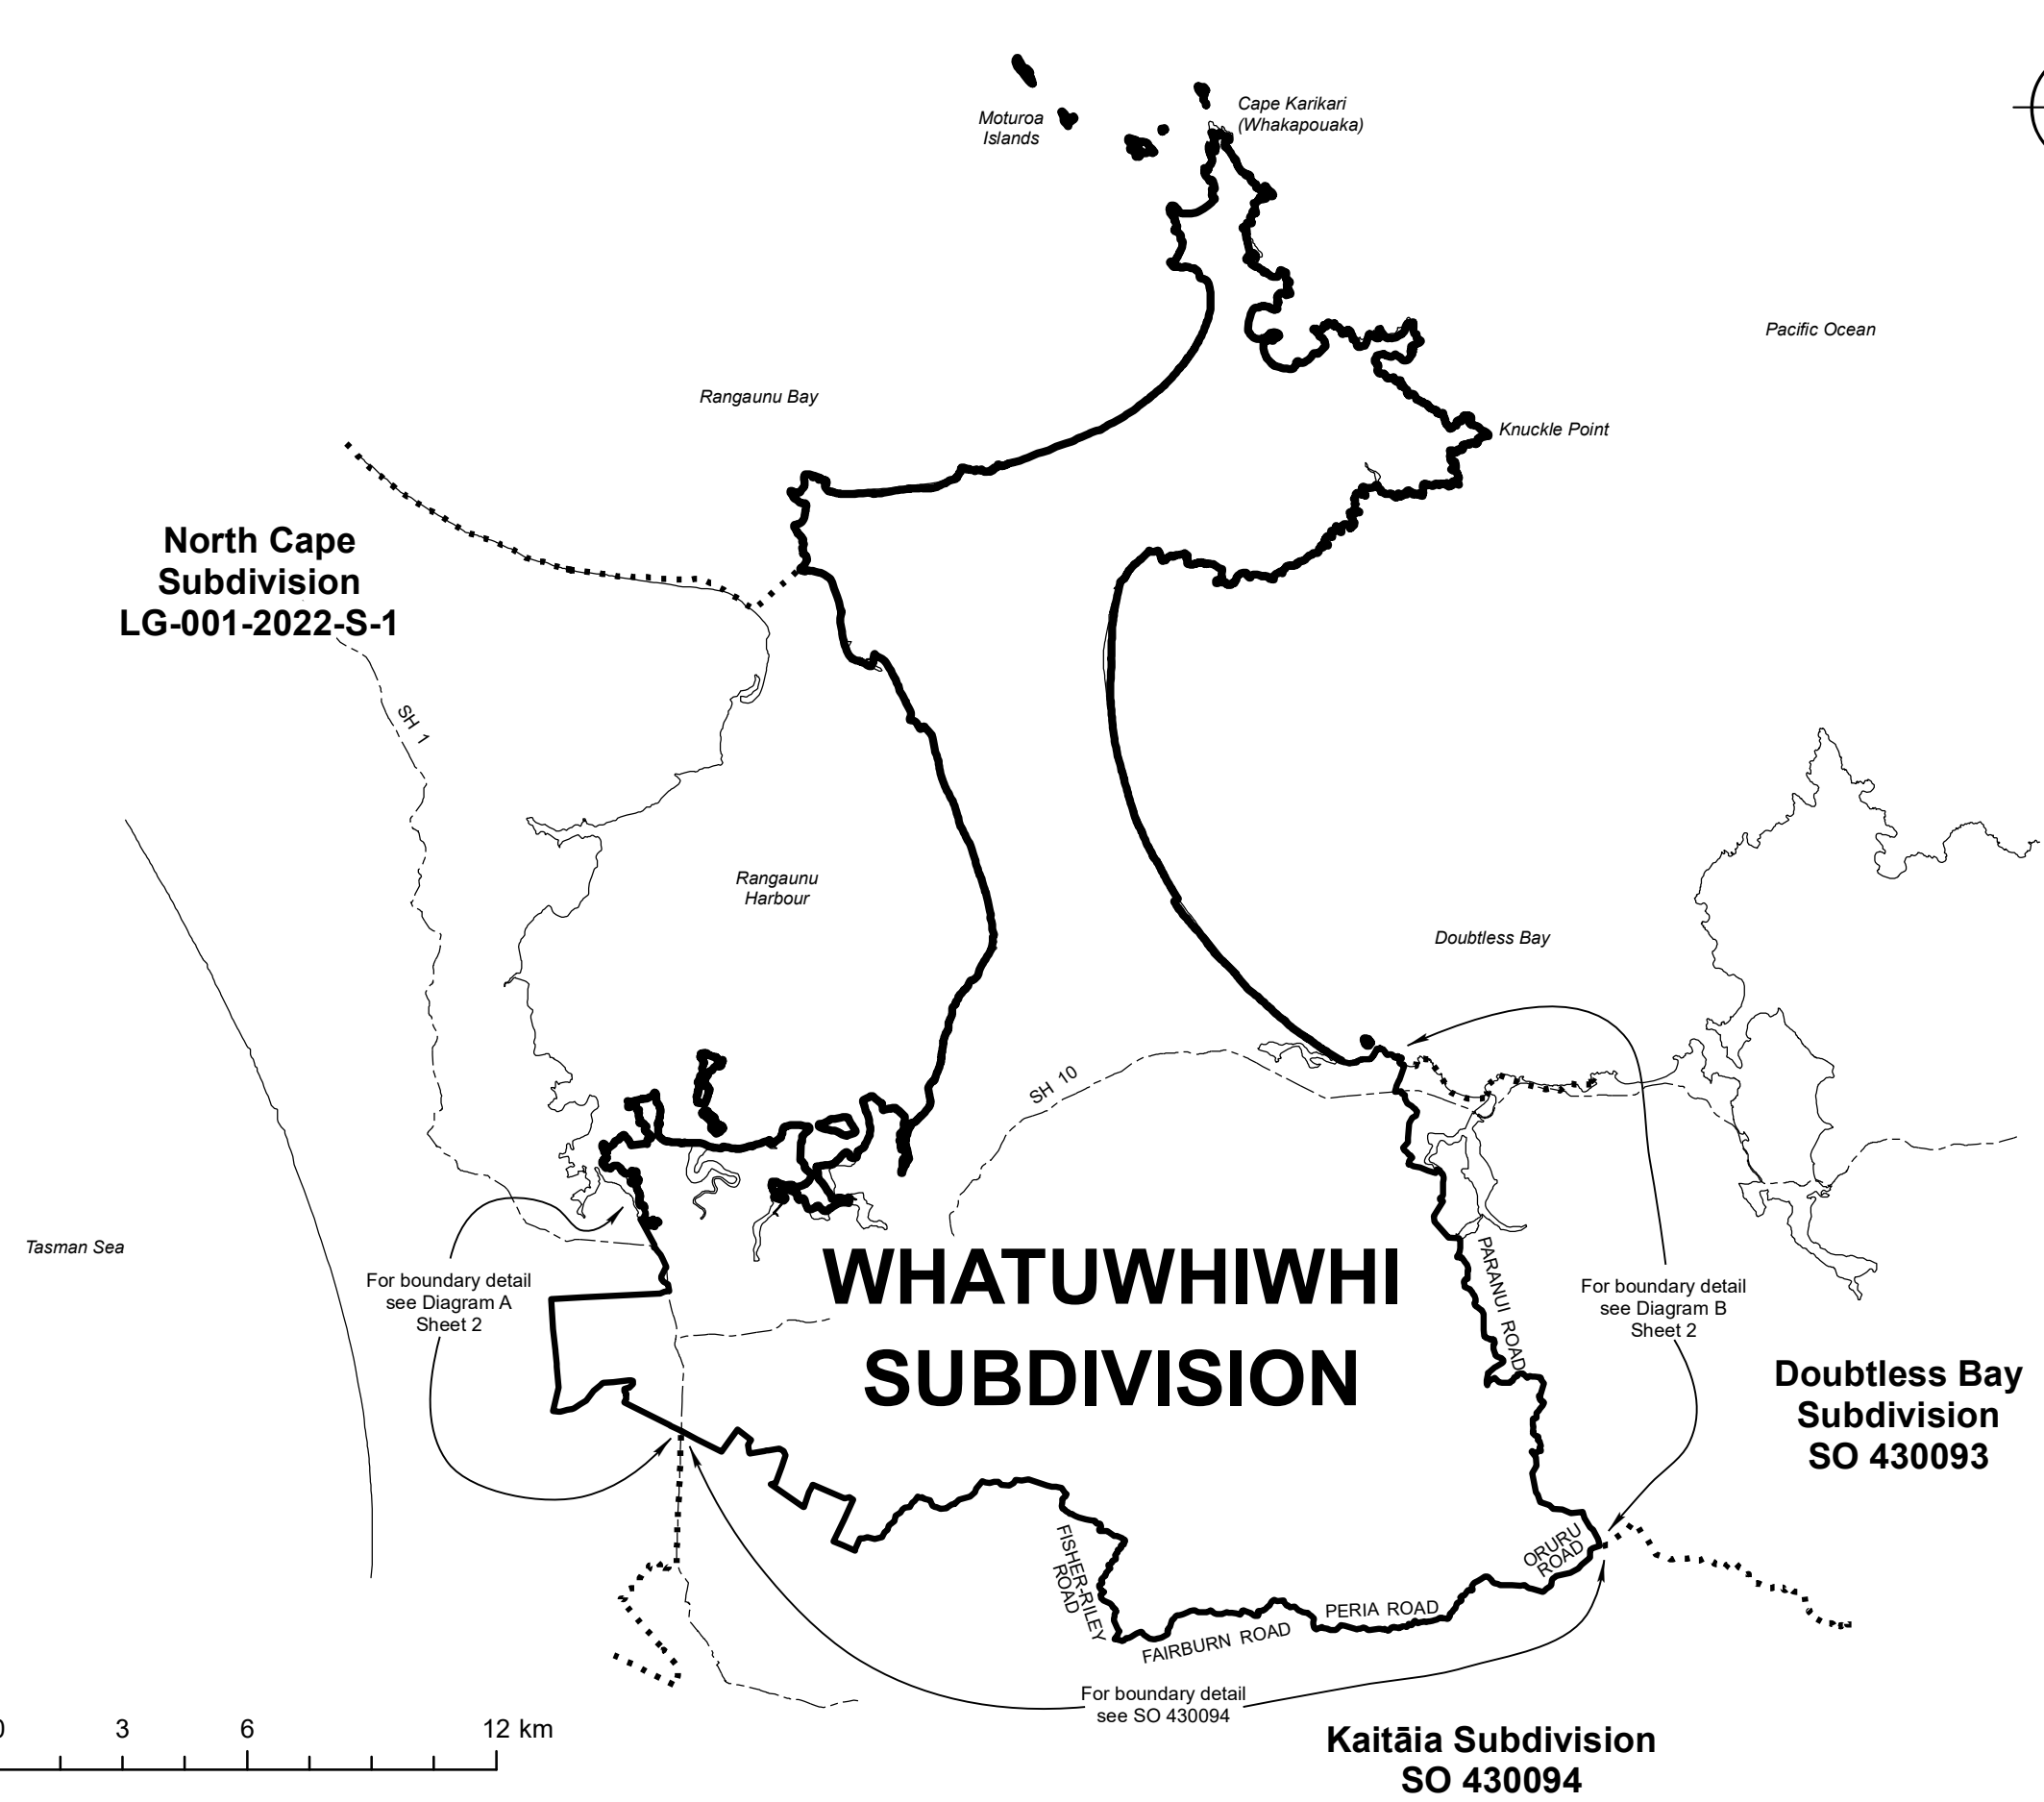 Moturoa
Islands
Cape Karikari
(Whakapouaka)
Pacific Ocean
Rangaunu Bay
Knuckle Point
North Cape
Subdivision
LG-001-2022-S-1
SH 1
Rangaunu
Harbour
Doubtless Bay
SH 10
Tasman Sea
For boundary detail
see Diagram A
Sheet 2
WHATUWHIWHI
SUBDIVISION
PARANUI ROAD
For boundary detail
see Diagram B
Sheet 2
Doubtless Bay
Subdivision
SO 430093
FISHER-RILEY
ROAD
ORURU
ROAD
PERIA ROAD
FAIRBURN ROAD
For boundary detail
see SO 430094
0 3 6 12 km
Kaitāia Subdivision
SO 430094